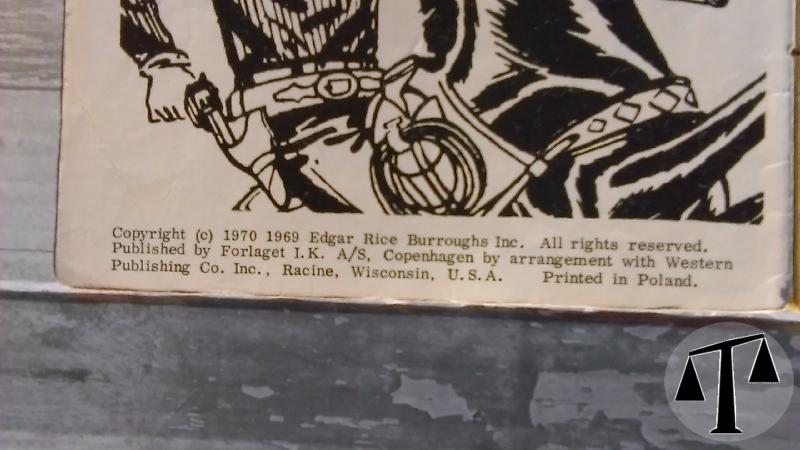 Copyright (c) 1970 1969 Edgar Rice Burroughs Inc. All rights reserved.
Published by Forlaget I.K. A/S, Copenhagen by arrangement with Western
Publishing Co. Inc., Racine, Wisconsin, U.S.A. Printed in Poland.